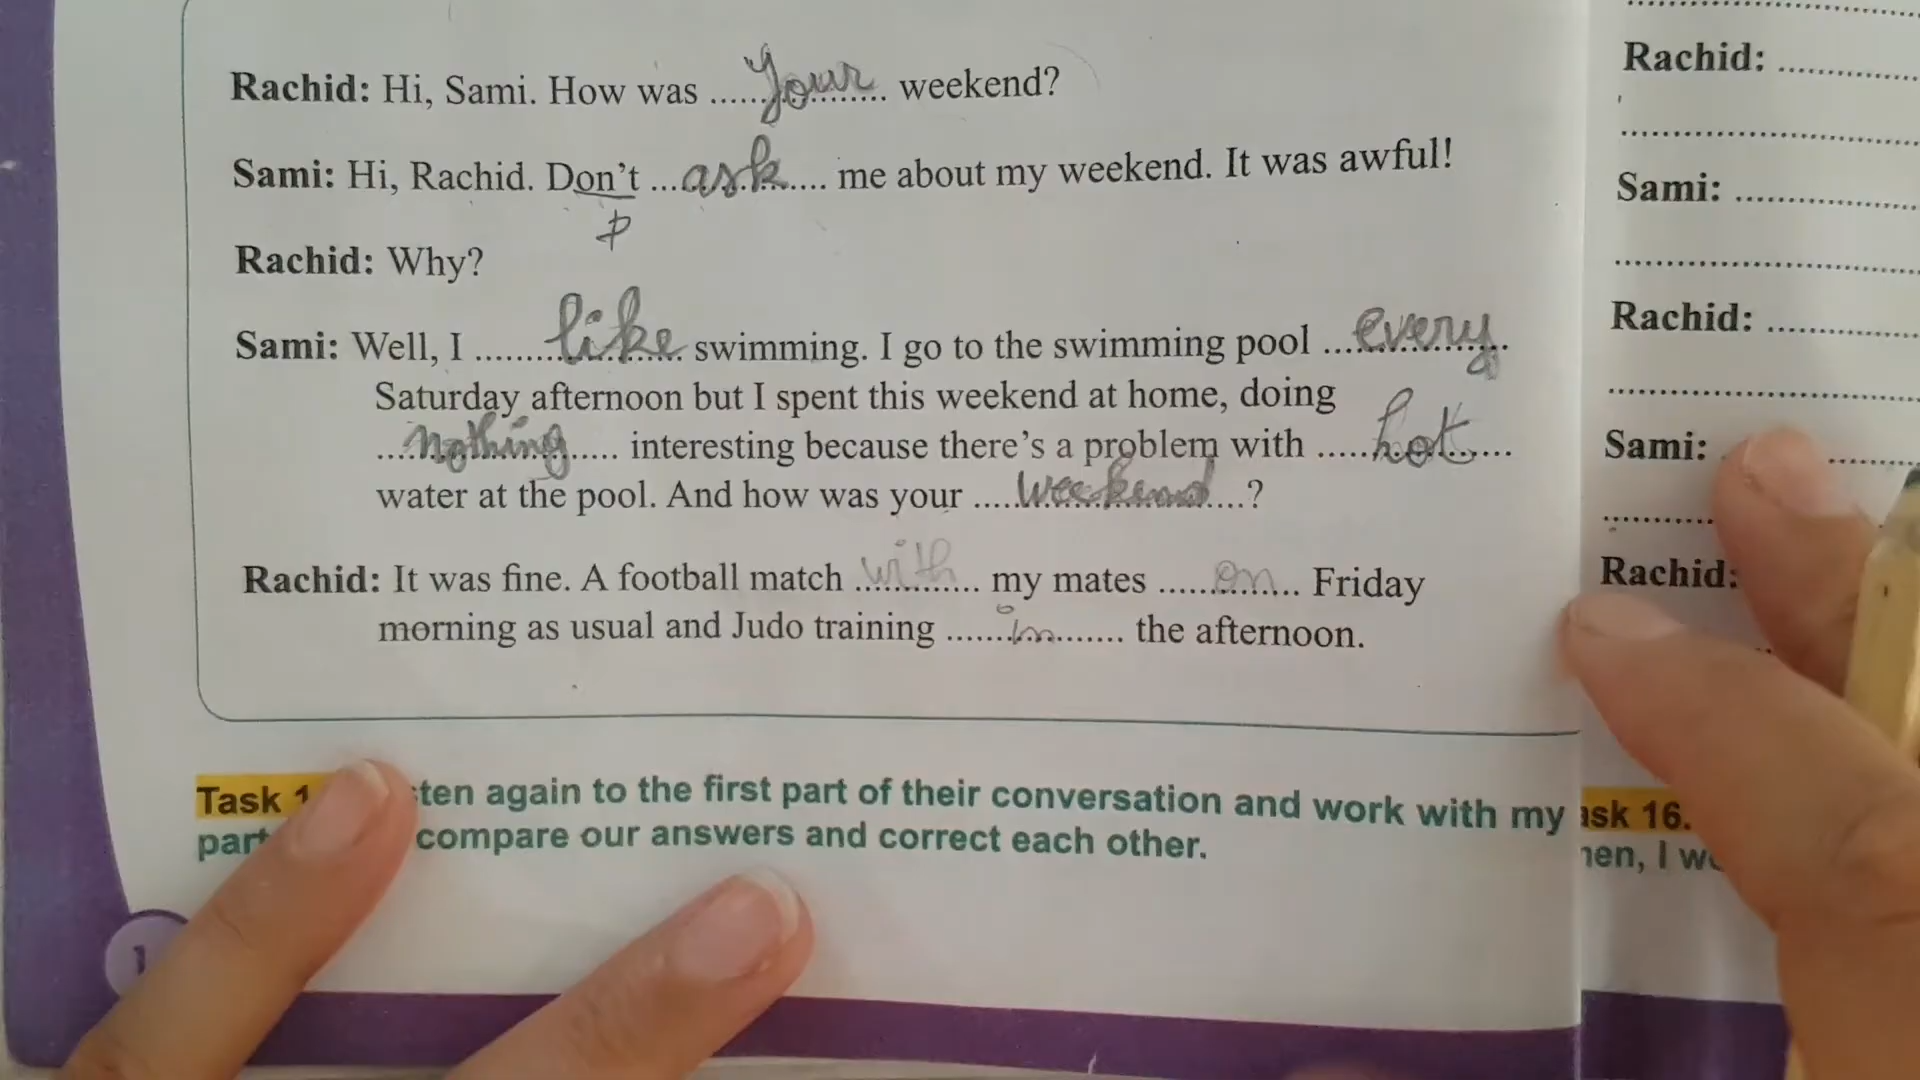 Rachid: Hi, Sami. How was ......your...... weekend?
Sami: Hi, Rachid. Don't ...ask...... me about my weekend. It was awful!
Rachid: Why?
Sami: Well, I .........like...... swimming. I go to the swimming pool ...every......
Saturday afternoon but I spent this weekend at home, doing
....nothing..... interesting because there's a problem with .....hot.....
water at the pool. And how was your ....weekend....?
Rachid: It was fine. A football match ...with... my mates ......on... Friday
morning as usual and Judo training ......in....... the afternoon.
Task 1 ten again to the first part of their conversation and work with my
part compare our answers and correct each other.
1
Rachid: ..............
..............
Sami: ..............
..............
Rachid: ..............
..............
Sami: ..............
..............
Rachid:
ask 16.
hen, I